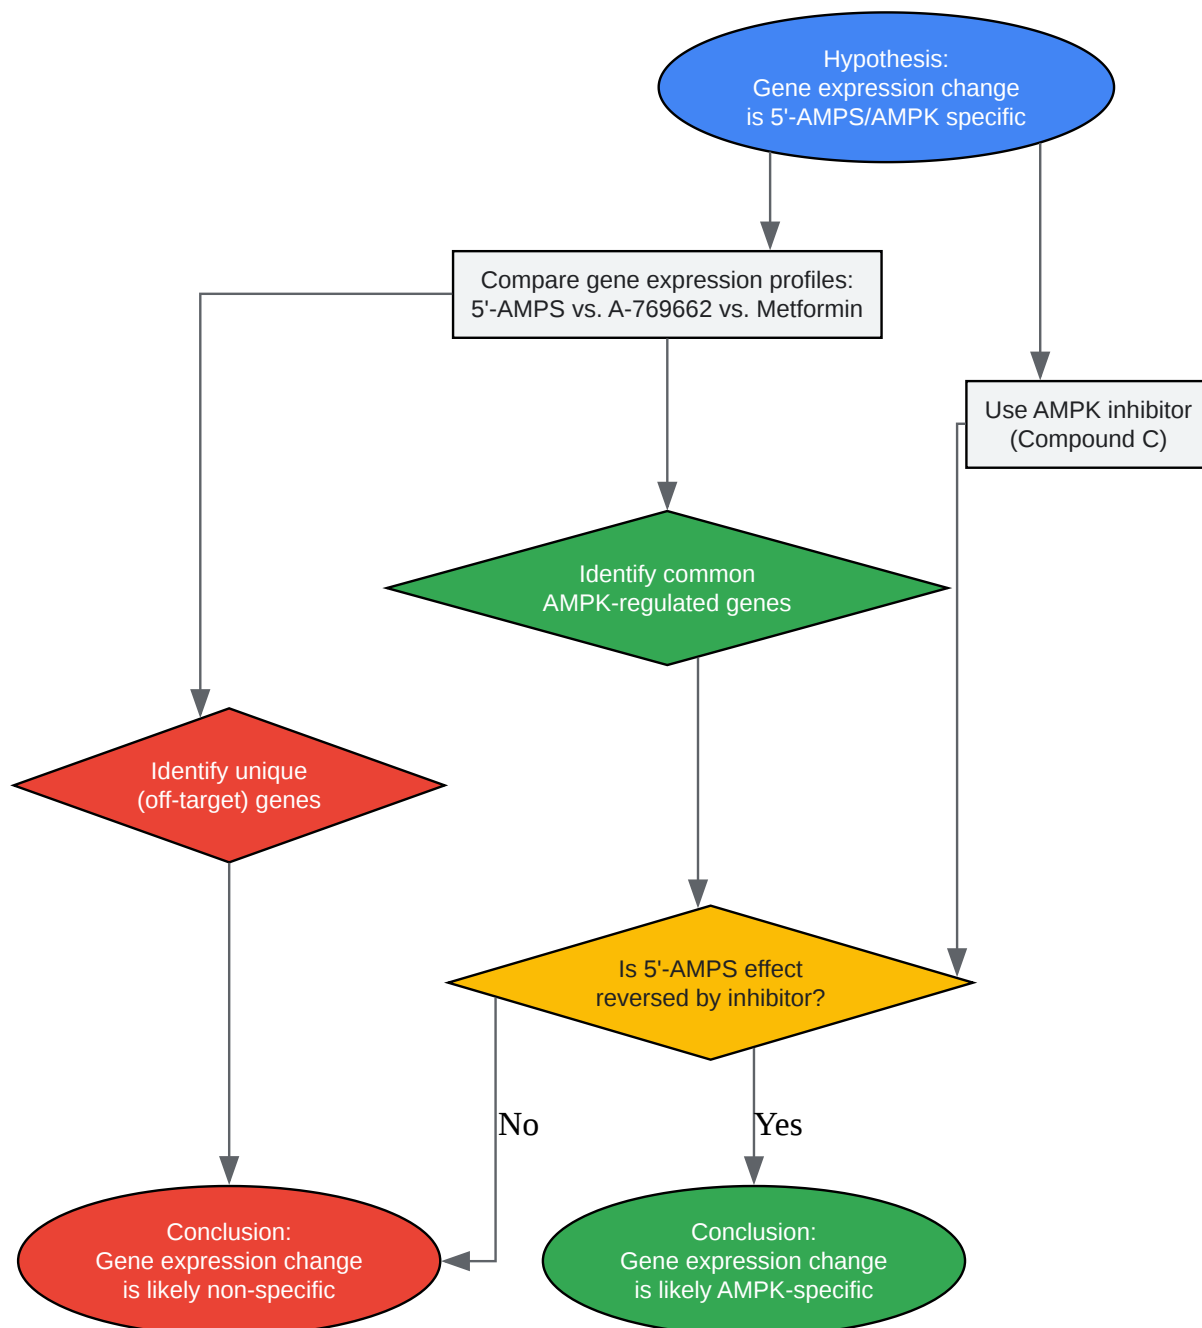 Hypothesis:
Gene expression change
is 5'-AMPS/AMPK specific
Compare gene expression profiles:
5'-AMPS vs. A-769662 vs. Metformin
Use AMPK inhibitor
(Compound C)
Identify common
AMPK-regulated genes
Identify unique
(off-target) genes
Is 5'-AMPS effect
reversed by inhibitor?
No
Yes
Conclusion:
Gene expression change
is likely non-specific
Conclusion:
Gene expression change
is likely AMPK-specific